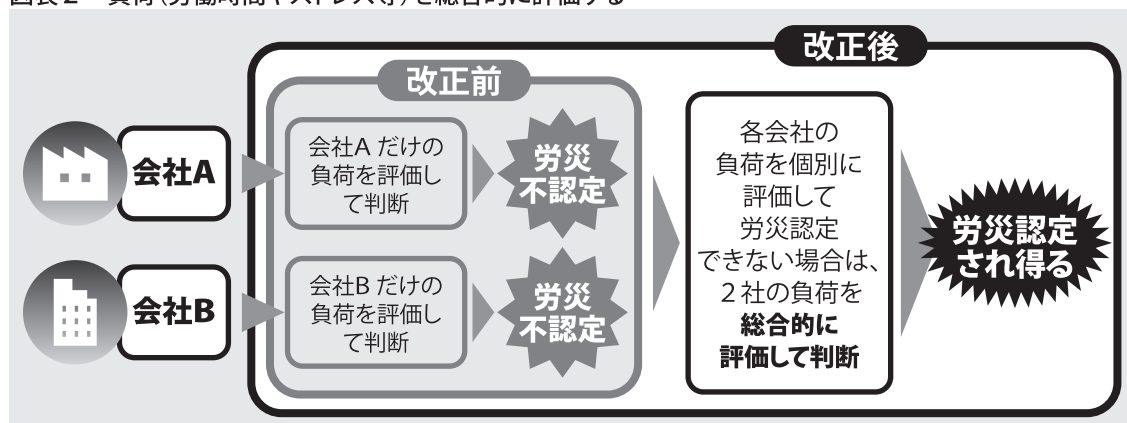 図表2　負荷（労働時間やストレス等）を総合的に評価する
改正後
改正前
会社A
会社A だけの
負荷を評価し
て判断
労災
不認定
会社B
会社B だけの
負荷を評価し
て判断
労災
不認定
各会社の
負荷を個別に
評価して
労災認定
できない場合は、
２社の負荷を
総合的に
評価して判断
労災認定
され得る